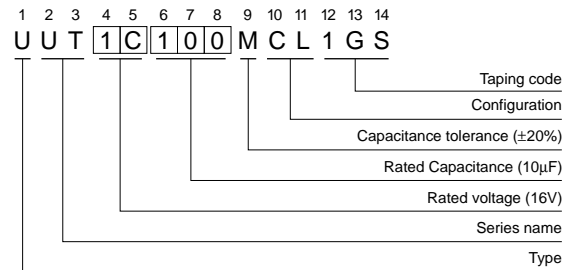 1 2 3 4 5 6 7 8 9 10 11 12 13 14
U U T 1 C 1 0 0 M C L 1 G S
Taping code
Configuration
Capacitance tolerance (±20%)
Rated Capacitance (10µF)
Rated voltage (16V)
Series name
Type